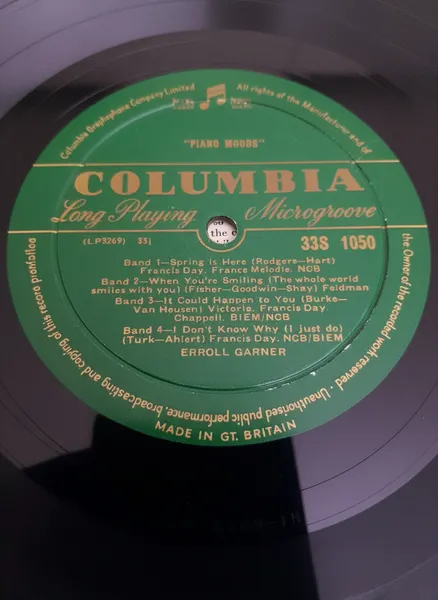 Columbia Graphophone Company Limited
All rights of the Manufacturer and of
the Owner of the recorded work reserved · Unauthorised public performance, broadcasting and copying of this record prohibited
"PIANO MOODS"
COLUMBIA
Long Playing Microgroove
you
the c
(LP3269) 33⅓
33S 1050
Band 1—Spring is Here (Rodgers—Hart)
Francis Day. France Melodie. NCB
Band 2—When You're Smiling (The whole world
smiles with you) (Fisher—Goodwin—Shay) Feldman
Band 3—It Could Happen to You (Burke—
Van Heusen) Victoria. Francis Day
Chappell. BIEM/NCB
Band 4—I Don't Know Why (I just do)
(Turk—Ahlert) Francis Day. NCB/BIEM
ERROLL GARNER
MADE IN GT. BRITAIN